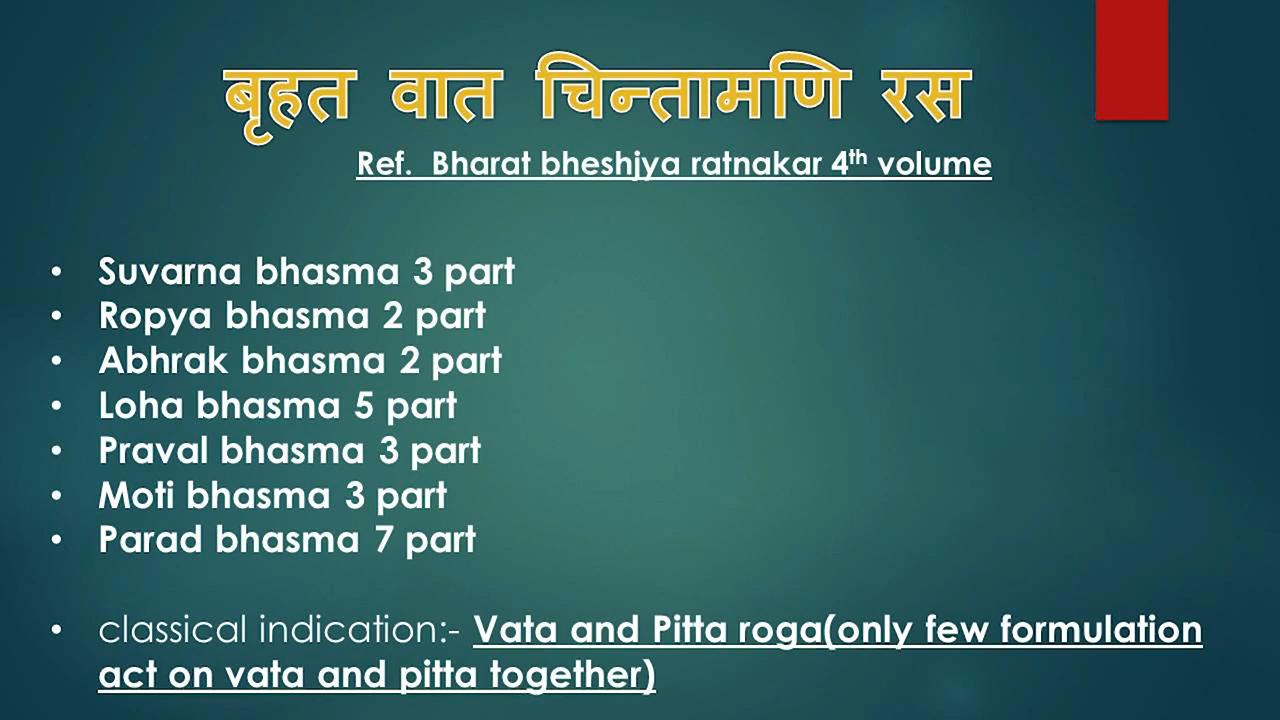 बृहत वात चिन्तामणि रस
Ref. Bharat bheshjya ratnakar 4th volume
• Suvarna bhasma 3 part
• Ropya bhasma 2 part
• Abhrak bhasma 2 part
• Loha bhasma 5 part
• Praval bhasma 3 part
• Moti bhasma 3 part
• Parad bhasma 7 part
• classical indication:- Vata and Pitta roga(only few formulation
act on vata and pitta together)